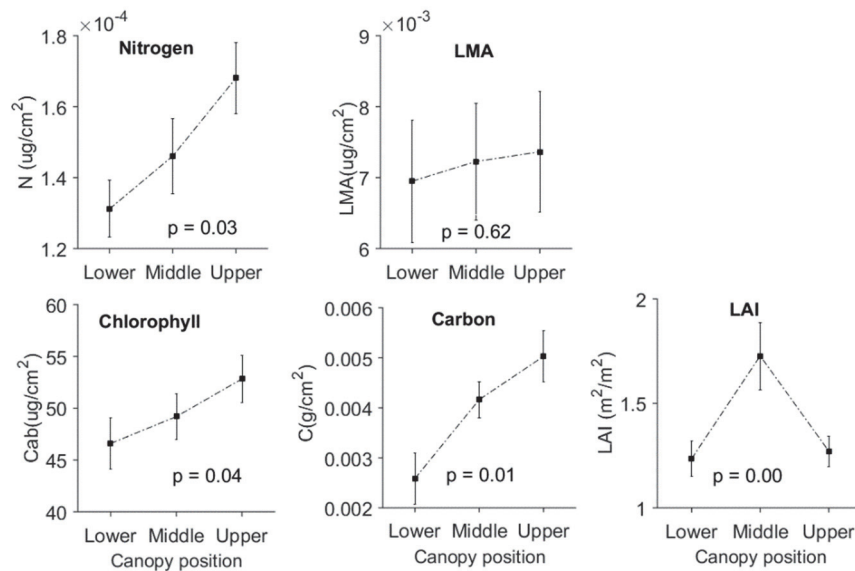 ×10⁻⁴
Nitrogen
N (ug/cm²)
1.8
1.6
1.4
1.2
p = 0.03
Lower Middle Upper
×10⁻³
LMA
LMA(ug/cm²)
9
8
7
6
p = 0.62
Lower Middle Upper
Chlorophyll
Cab(ug/cm²)
60
55
50
45
40
p = 0.04
Lower Middle Upper
Canopy position
Carbon
C(g/cm²)
0.006
0.005
0.004
0.003
0.002
p = 0.01
Lower Middle Upper
Canopy position
LAI
LAI (m²/m²)
2
1.5
1
p = 0.00
Lower Middle Upper
Canopy position